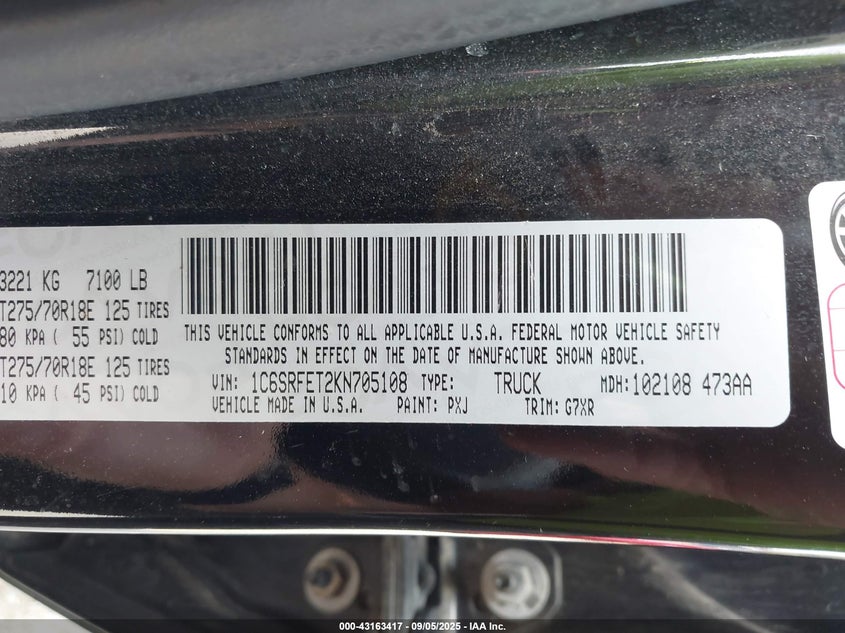 3221 KG 7100 LB
T275/70R18E 125 TIRES
80 KPA ( 55 PSI) COLD
T275/70R18E 125 TIRES
10 KPA ( 45 PSI) COLD
THIS VEHICLE CONFORMS TO ALL APPLICABLE U.S.A. FEDERAL MOTOR VEHICLE SAFETY
STANDARDS IN EFFECT ON THE DATE OF MANUFACTURE SHOWN ABOVE.
VIN: 1C6SRFET2KN705108 TYPE: TRUCK MDH: 102108 473AA
VEHICLE MADE IN U.S.A. PAINT: PXJ TRIM: G7XR
000-43163417 - 09/05/2025 - IAA Inc.